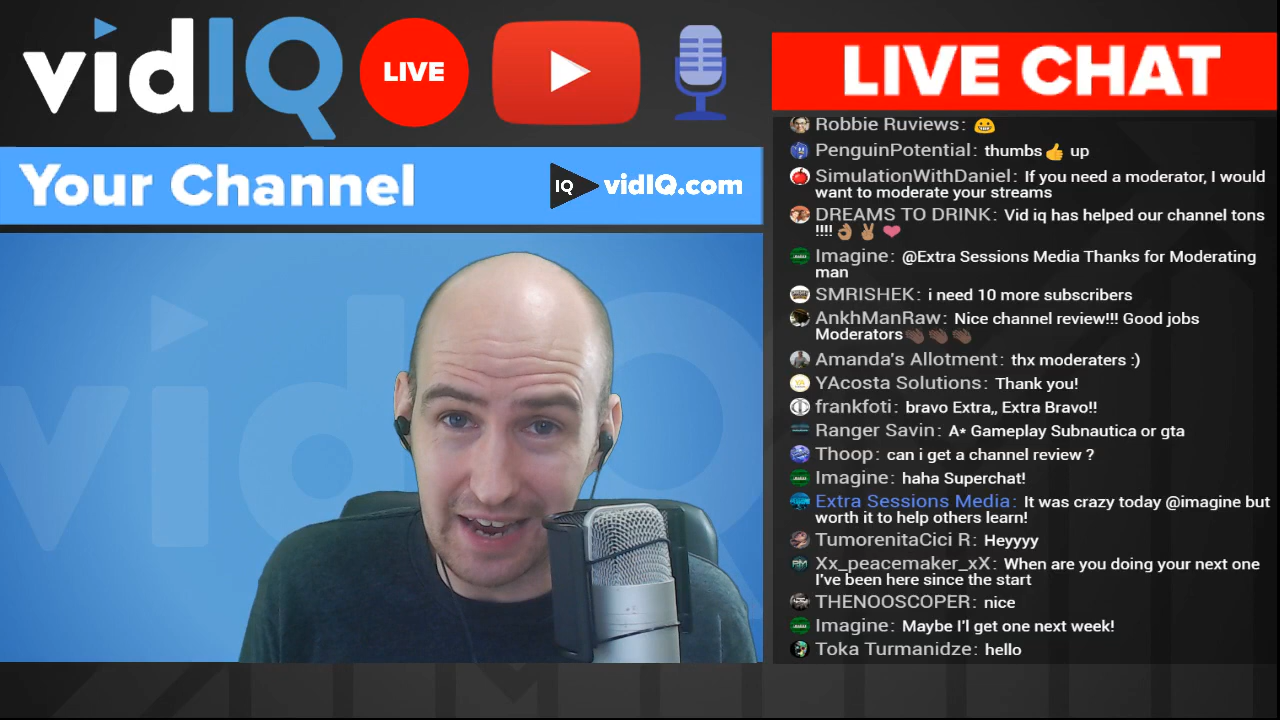 vidIQ
LIVE
Your Channel
IQ vidIQ.com
LIVE CHAT
Robbie Ruviews: 😬
PenguinPotential: thumbs 👍 up
SimulationWithDaniel: If you need a moderator, I would
want to moderate your streams
DREAMS TO DRINK: Vid iq has helped our channel tons
!!!! 👌🏽 ✌🏽 ❤
Imagine: @Extra Sessions Media Thanks for Moderating
man
SMRISHEK: i need 10 more subscribers
AnkhManRaw: Nice channel review!!! Good jobs
Moderators👏🏿 👏🏿 👏🏿
Amanda's Allotment: thx moderaters :)
YAcosta Solutions: Thank you!
frankfoti: bravo Extra,, Extra Bravo!!
Ranger Savin: A* Gameplay Subnautica or gta
Thoop: can i get a channel review ?
Imagine: haha Superchat!
Extra Sessions Media: It was crazy today @imagine but
worth it to help others learn!
TumorenitaCici R: Heyyyy
Xx_peacemaker_xX: When are you doing your next one
I've been here since the start
THENOOSCOPER: nice
Imagine: Maybe I'l get one next week!
Toka Turmanidze: hello